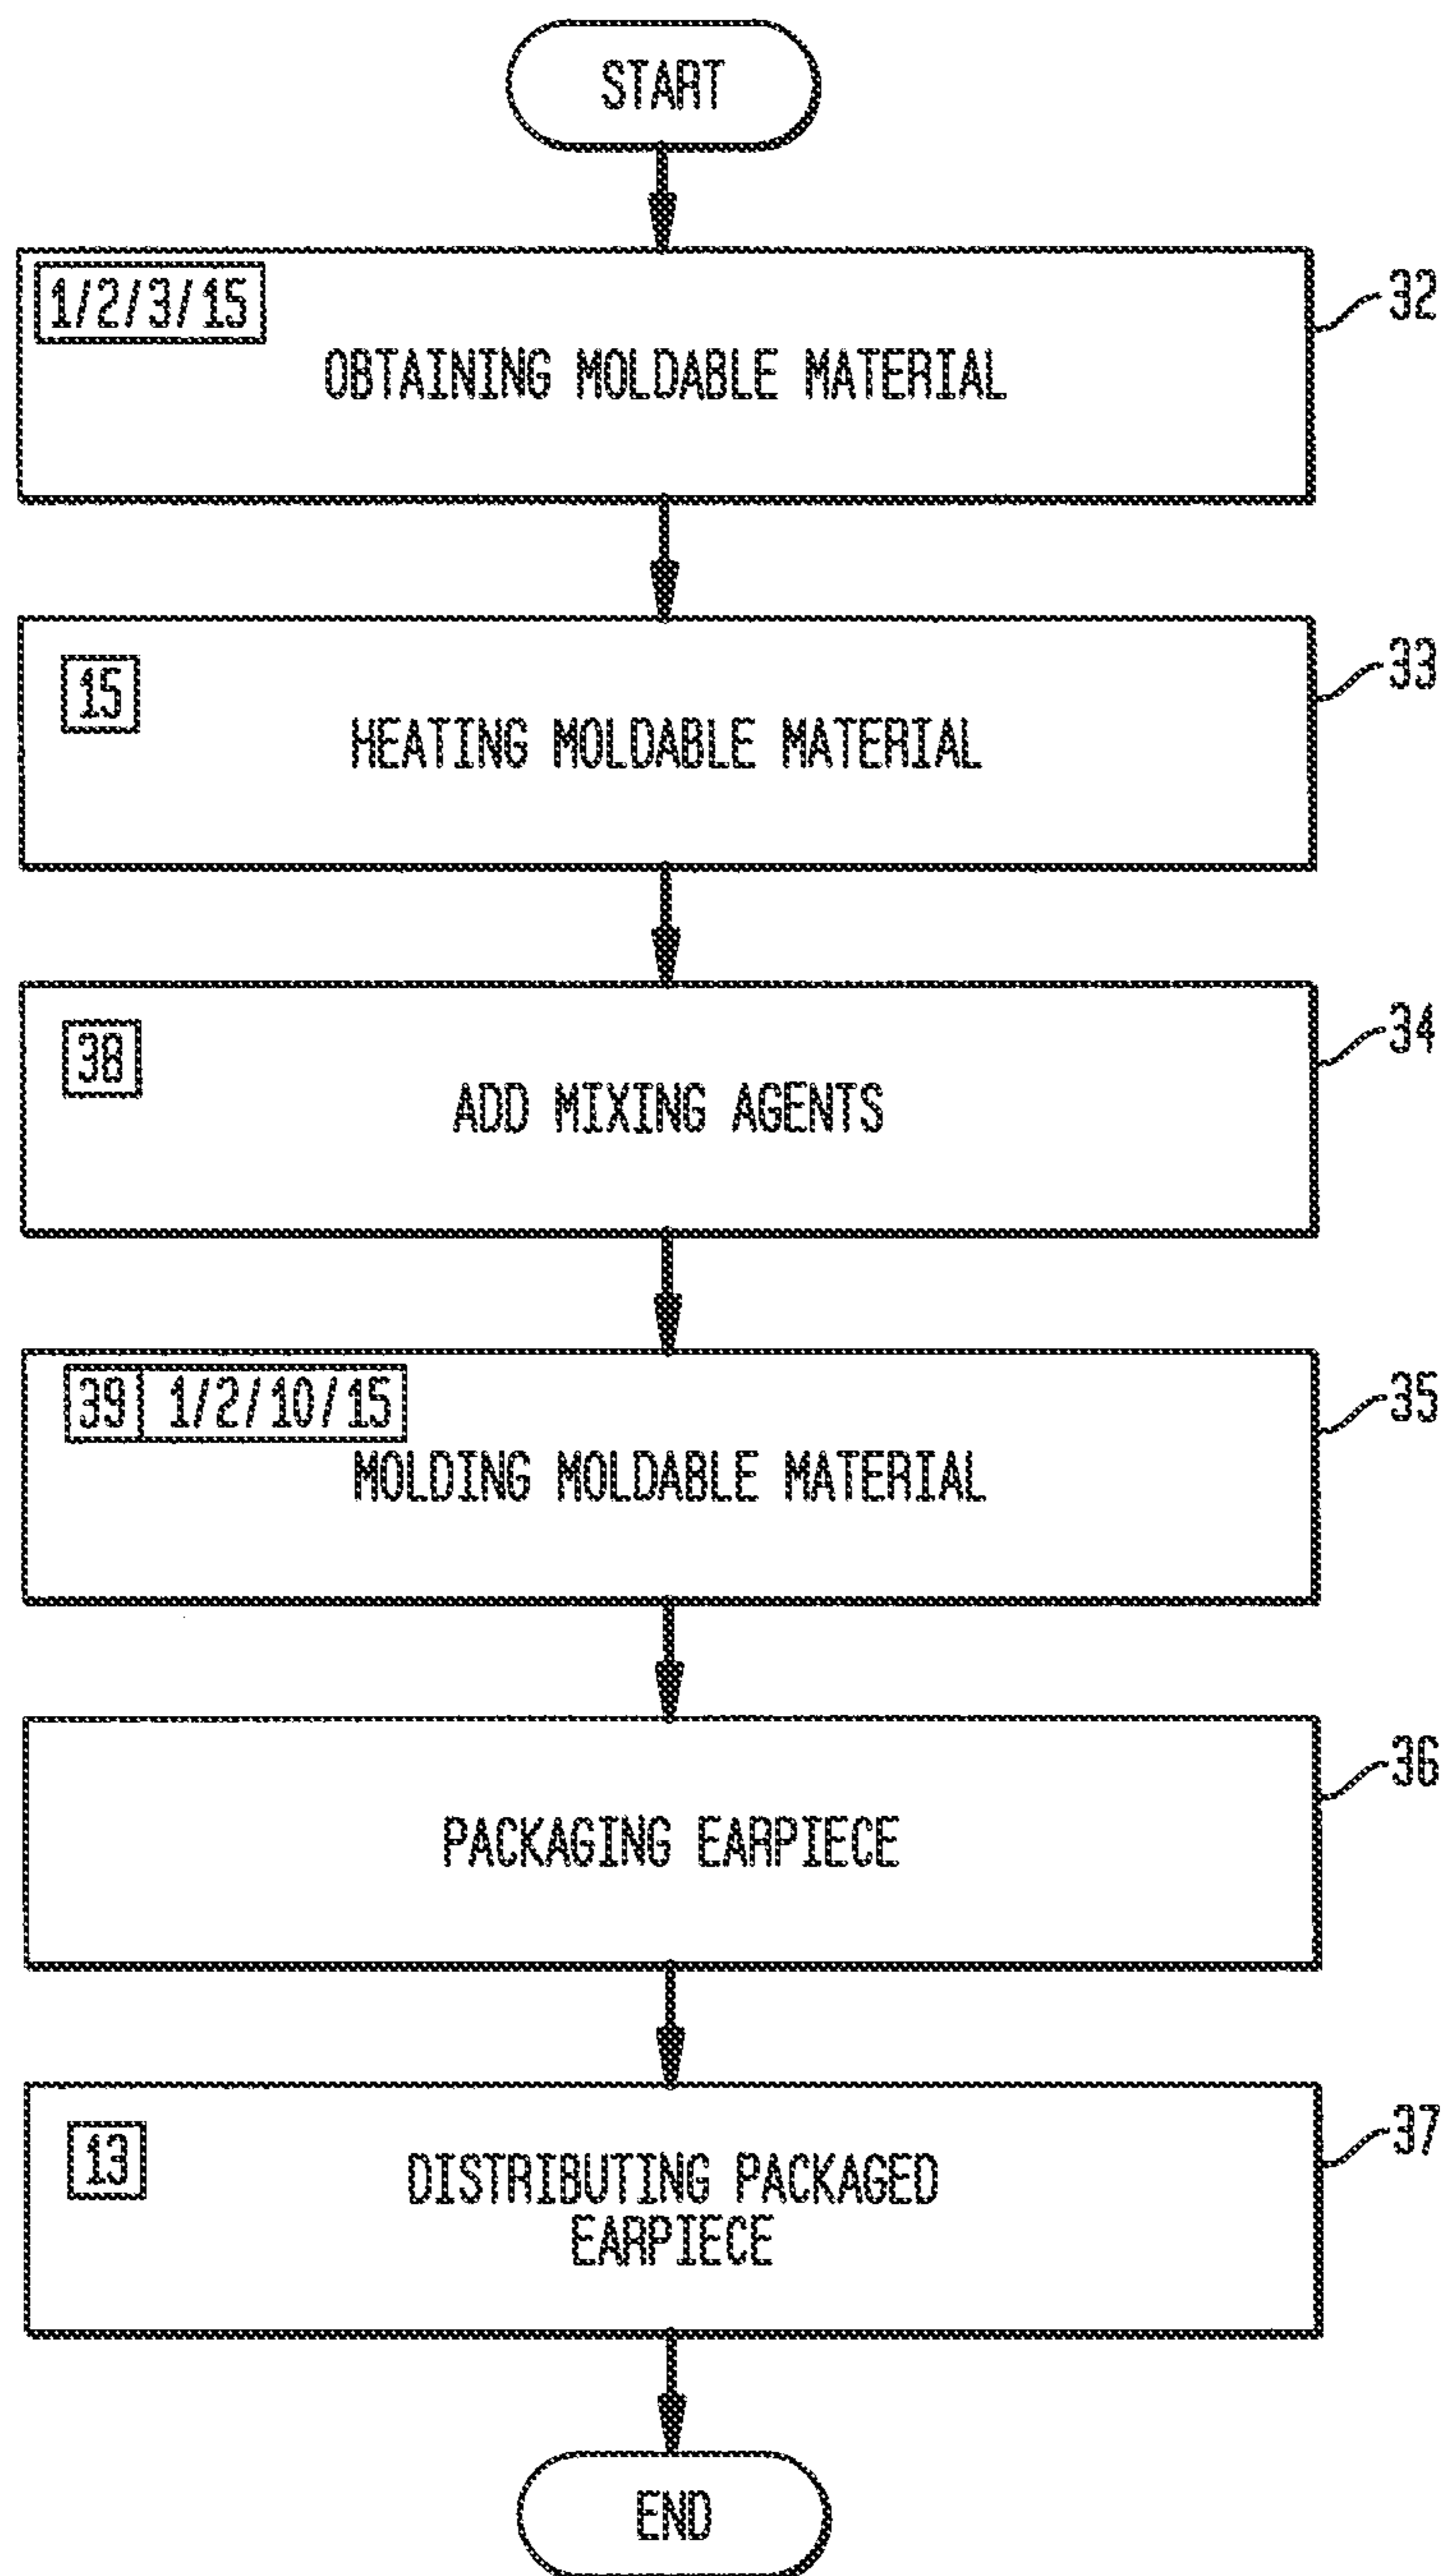 START
1/2/3/15
32
OBTAINING MOLDABLE MATERIAL
33
15
HEATING MOLDABLE MATERIAL
34
38
ADD MIXING AGENTS
35
39 1/2/10/15
MOLDING MOLDABLE MATERIAL
36
PACKAGING EARPIECE
37
13
DISTRIBUTING PACKAGED
EARPIECE
END